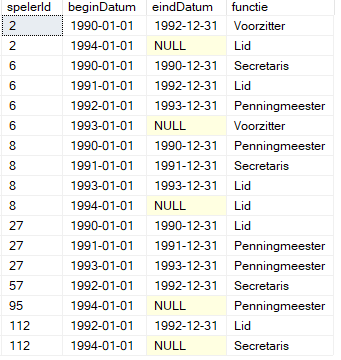 spelerId beginDatum eindDatum functie
2 1990-01-01 1992-12-31 Voorzitter
2 1994-01-01 NULL Lid
6 1990-01-01 1990-12-31 Secretaris
6 1991-01-01 1992-12-31 Lid
6 1992-01-01 1993-12-31 Penningmeester
6 1993-01-01 NULL Voorzitter
8 1990-01-01 1990-12-31 Penningmeester
8 1991-01-01 1991-12-31 Secretaris
8 1993-01-01 1993-12-31 Lid
8 1994-01-01 NULL Lid
27 1990-01-01 1990-12-31 Lid
27 1991-01-01 1991-12-31 Penningmeester
27 1993-01-01 1993-12-31 Penningmeester
57 1992-01-01 1992-12-31 Secretaris
95 1994-01-01 NULL Penningmeester
112 1992-01-01 1992-12-31 Lid
112 1994-01-01 NULL Secretaris